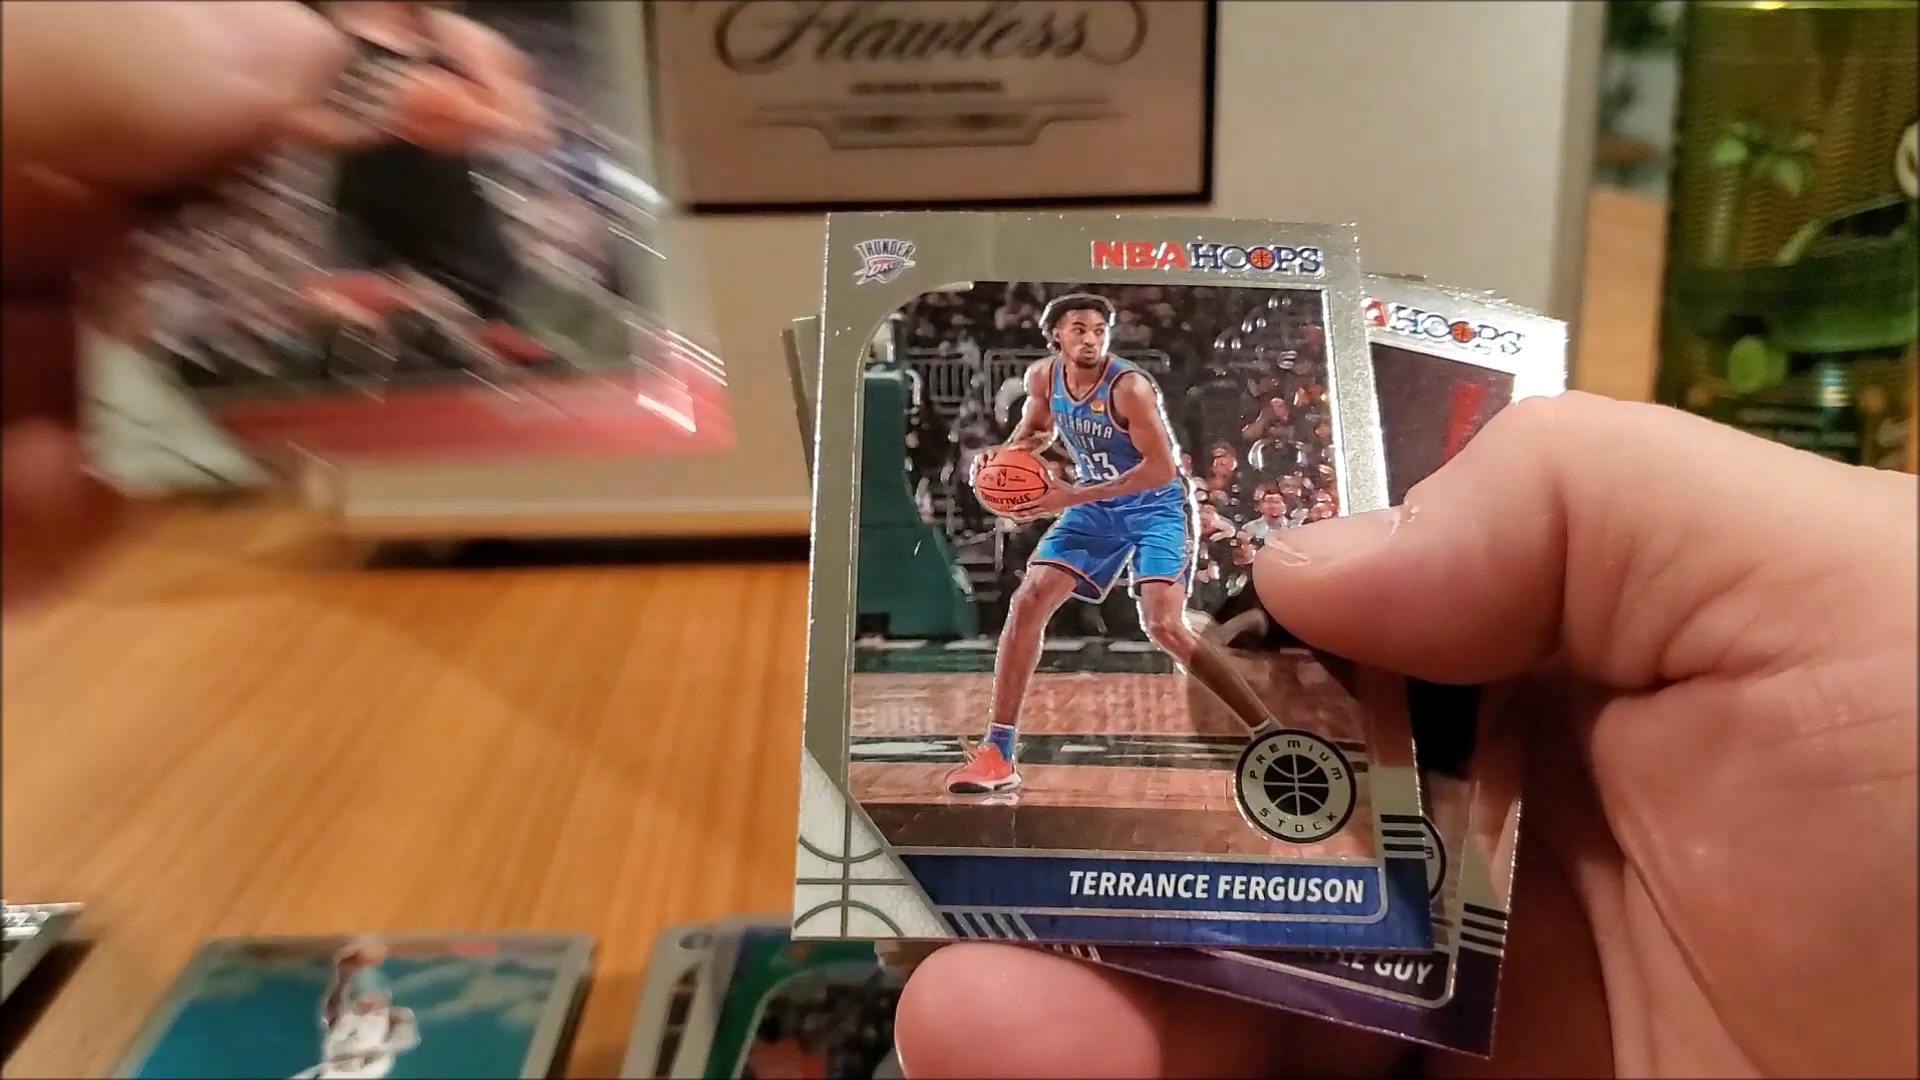 Flawless
THUNDER
OKC
NBA HOOPS
A HOOPS
OKLAHOMA
CITY
23
SPALDING
PREMIUM
STOCK
TERRANCE FERGUSON
GUY